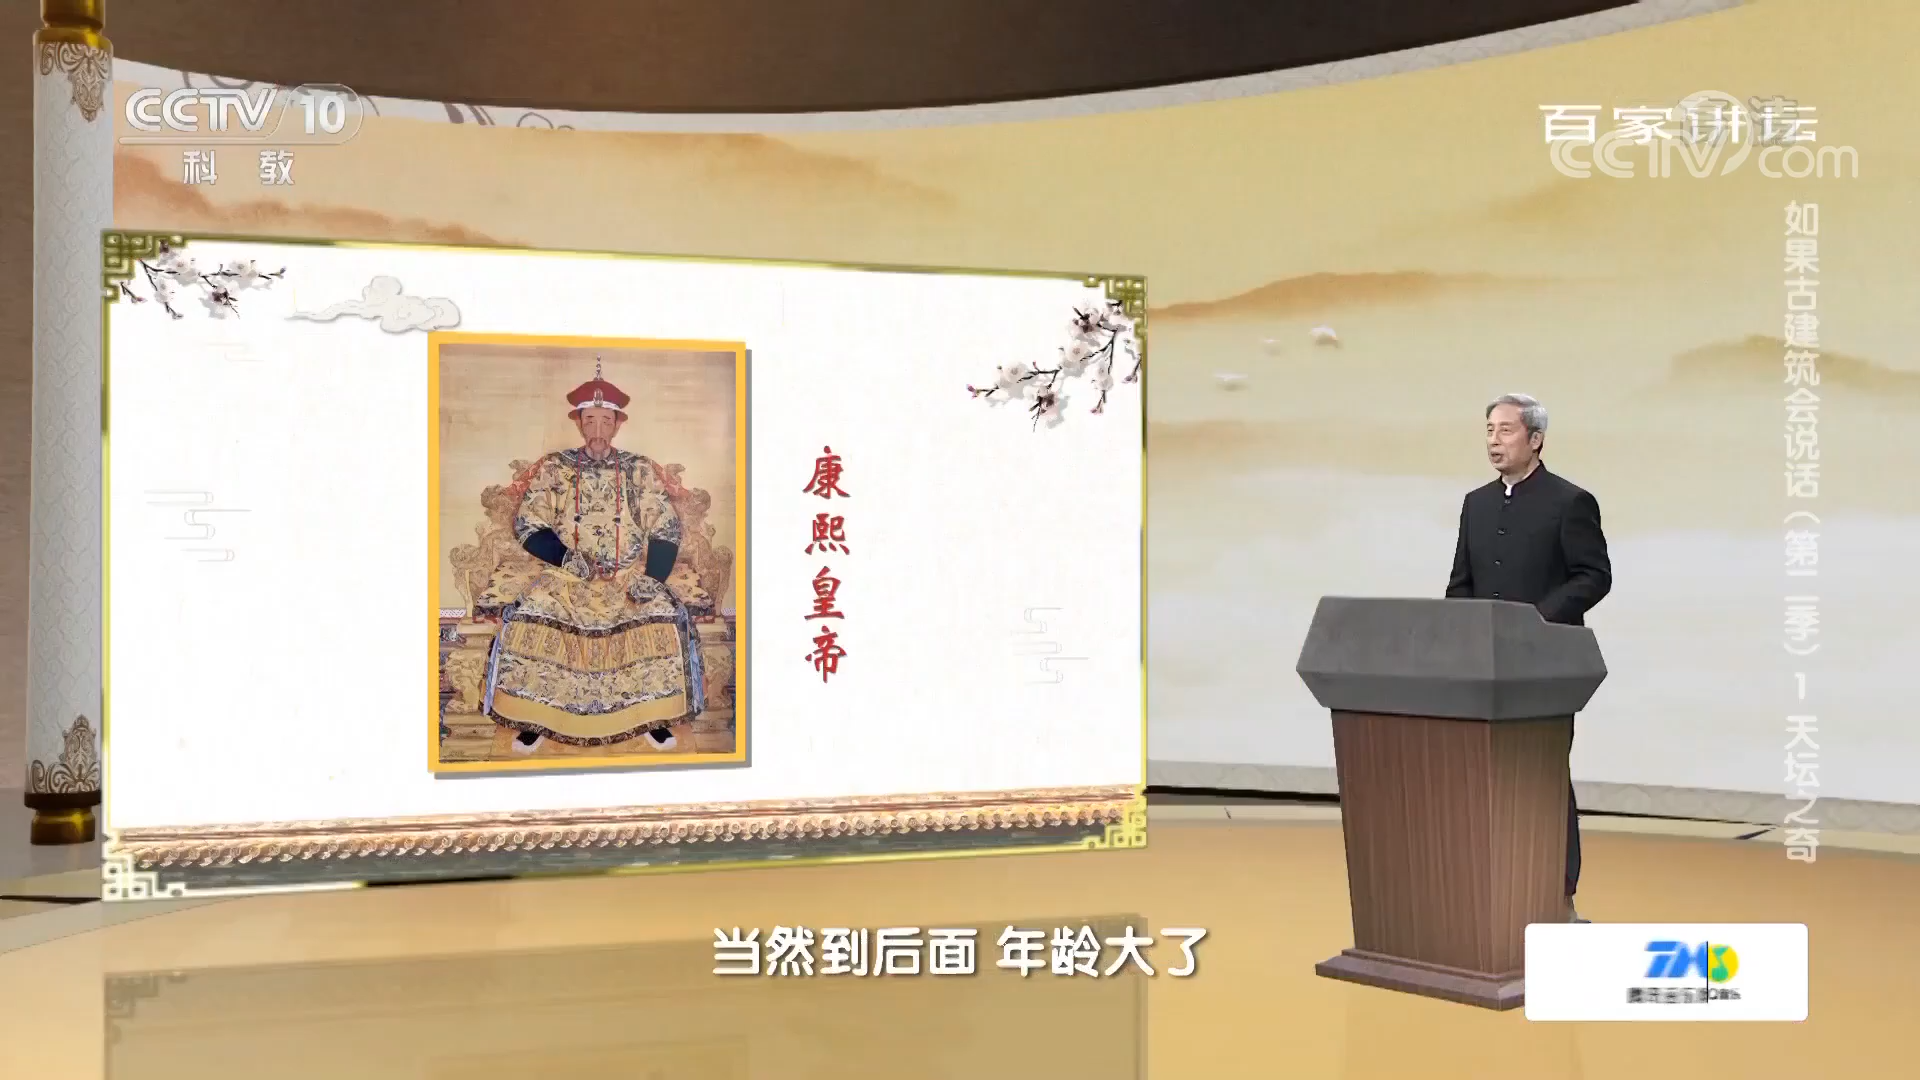 CCTV 10
科 教
百家讲坛
CCTV.com
如果古建筑会说话（第二季）1 天坛之奇
康熙皇帝
当然到后面 年龄大了